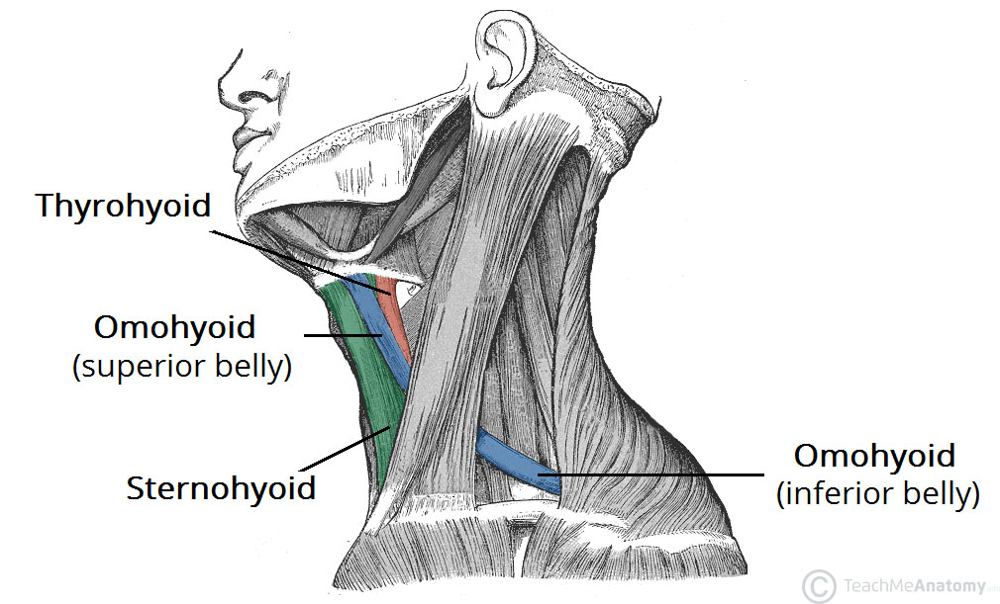 Thyrohyoid
Omohyoid
(superior belly)
Sternohyoid
Omohyoid
(inferior belly)
© TeachMeAnatomy